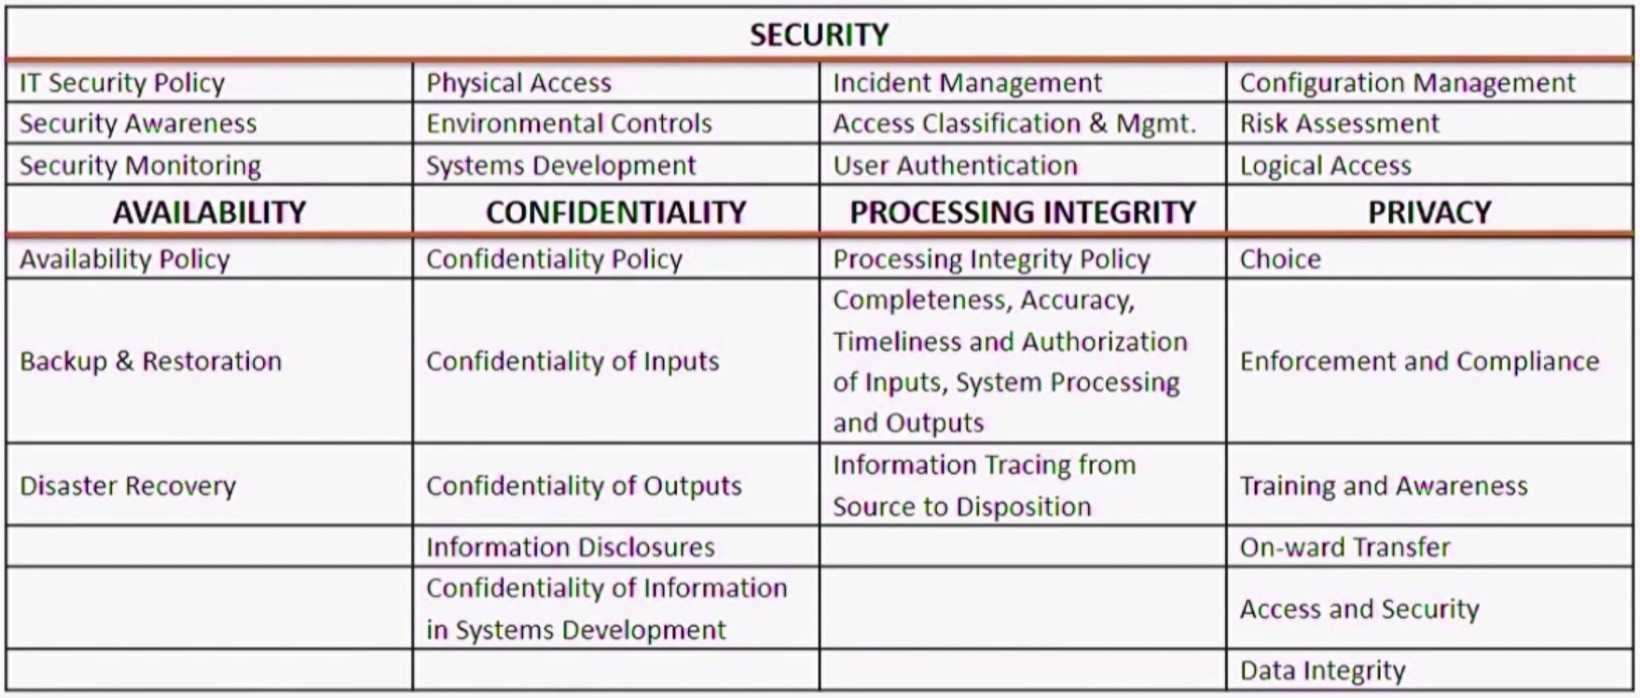 SECURITY
IT Security Policy
Physical Access
Incident Management
Configuration Management
Security Awareness
Environmental Controls
Access Classification & Mgmt.
Risk Assessment
Security Monitoring
Systems Development
User Authentication
Logical Access
AVAILABILITY
CONFIDENTIALITY
PROCESSING INTEGRITY
PRIVACY
Availability Policy
Confidentiality Policy
Processing Integrity Policy
Choice
Backup & Restoration
Confidentiality of Inputs
Completeness, Accuracy,
Timeliness and Authorization
of Inputs, System Processing
and Outputs
Enforcement and Compliance
Disaster Recovery
Confidentiality of Outputs
Information Tracing from
Source to Disposition
Training and Awareness
Information Disclosures
On-ward Transfer
Confidentiality of Information
in Systems Development
Access and Security
Data Integrity